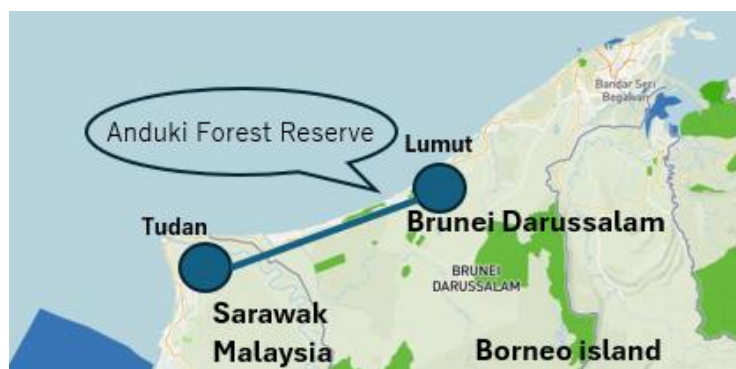 Bandar Seri
Begawan
Anduki Forest Reserve
Lumut
Tudan
Brunei Darussalam
BRUNEI
DARUSSALAM
Sarawak
Malaysia
Borneo island